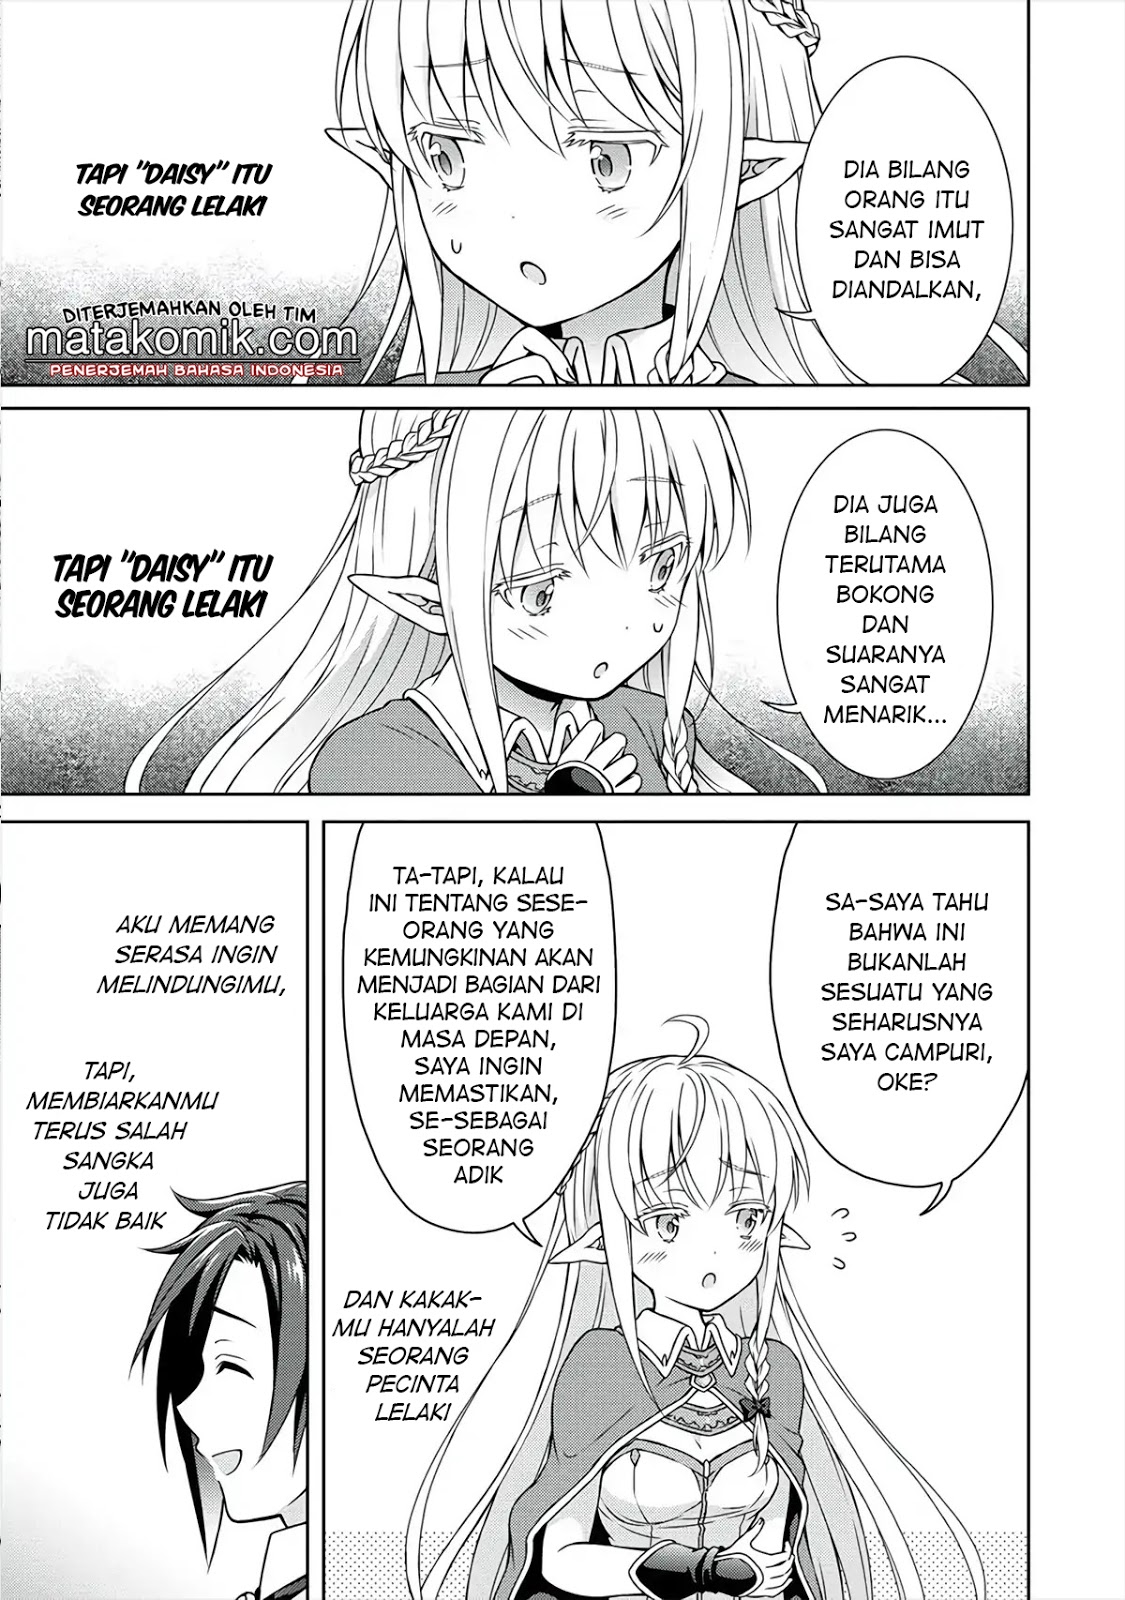 DIA BILANG
ORANG ITU
SANGAT IMUT
DAN BISA
DIANDALKAN,
TAPI "DAISY" ITU
SEORANG LELAKI
DITERJEMAHKAN OLEH TIM
matakomik.com
PENERJEMAH BAHASA INDONESIA
DIA JUGA
BILANG
TERUTAMA
BOKONG
DAN
SUARANYA
SANGAT
MENARIK...
TAPI "DAISY" ITU
SEORANG LELAKI
SA-SAYA TAHU
BAHWA INI
BUKANLAH
SESUATU YANG
SEHARUSNYA
SAYA CAMPURI,
OKE?
TA-TAPI, KALAU
INI TENTANG SESE-
ORANG YANG
KEMUNGKINAN AKAN
MENJADI BAGIAN DARI
KELUARGA KAMI DI
MASA DEPAN,
SAYA INGIN
MEMASTIKAN,
SE-SEBAGAI
SEORANG
ADIK
DAN KAKAK-
MU HANYALAH
SEORANG
PECINTA
LELAKI
AKU MEMANG
SERASA INGIN
MELINDUNGIMU,
TAPI,
MEMBIARKANMU
TERUS SALAH
SANGKA
JUGA
TIDAK BAIK